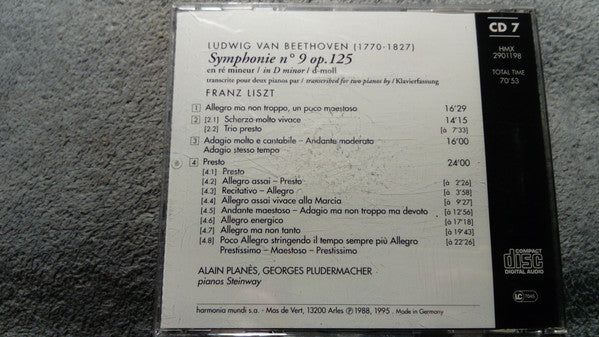 LUDWIG VAN BEETHOVEN (1770-1827)
Symphonie n° 9 op.125
en ré mineur / in D minor / d-moll
transcrite pour deux pianos par / transcribed for two pianos by / Klavierfassung
FRANZ LISZT
CD 7
HMX
2901198
TOTAL TIME
70'53
1 Allegro ma non troppo, un poco maestoso 16'29
2 [2.1] Scherzo molto vivace 14'15
[2.2] Trio presto [à 7'33]
3 Adagio molto e cantabile – Andante moderato 16'00
Adagio stesso tempo
4 Presto 24'00
[4.1] Presto
[4.2] Allegro assai – Presto [à 2'26]
[4.3] Recitativo – Allegro [à 3'58]
[4.4] Allegro assai vivace alla Marcia [à 9'27]
[4.5] Andante maestoso – Adagio ma non troppo ma devoto [à 12'56]
[4.6] Allegro energico [à 17'18]
[4.7] Allegro ma non tanto [à 19'43]
[4.8] Poco Allegro stringendo il tempo sempre più Allegro [à 22'26]
Prestissimo – Maestoso – Prestissimo
COMPACT
disc
DIGITAL AUDIO
ALAIN PLANÈS, GEORGES PLUDERMACHER
pianos Steinway
LC 7045
harmonia mundi s.a. - Mas de Vert, 13200 Arles ℗ 1988, 1995 . Made in Germany